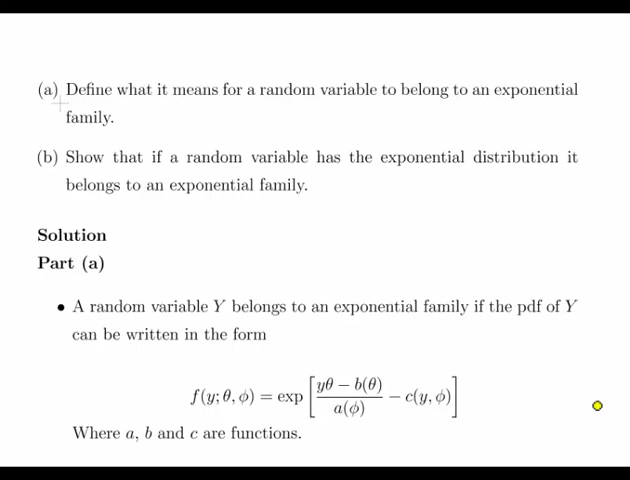 (a) Define what it means for a random variable to belong to an exponential
family.
(b) Show that if a random variable has the exponential distribution it
belongs to an exponential family.
Solution
Part (a)
• A random variable Y belongs to an exponential family if the pdf of Y
can be written in the form
f(y; θ, ϕ) = exp [ (yθ − b(θ))/a(ϕ) − c(y, ϕ) ]
Where a, b and c are functions.